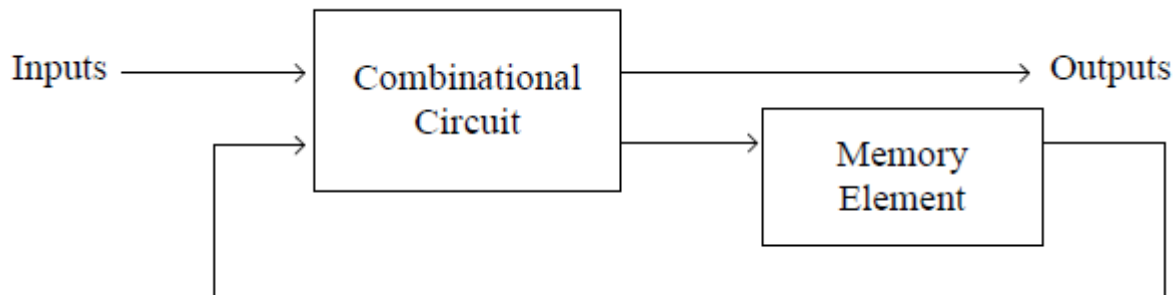 Inputs
Combinational
Circuit
Outputs
Memory
Element